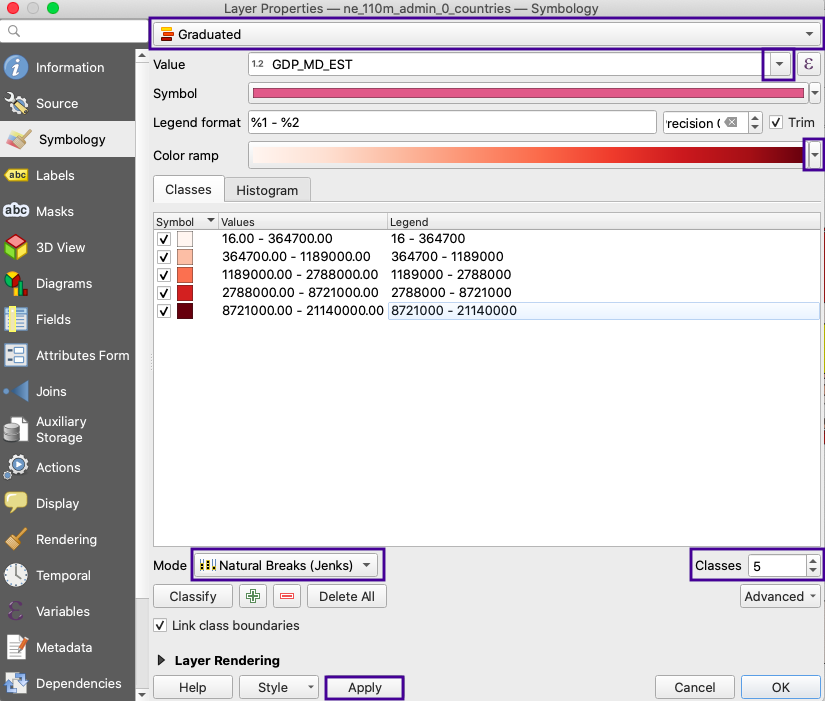 Layer Properties — ne_110m_admin_0_countries — Symbology
Information
Source
Symbology
abc Labels
abc Masks
3D View
Diagrams
Fields
Attributes Form
Joins
Auxiliary
Storage
Actions
Display
Rendering
Temporal
ε Variables
Metadata
Dependencies
Graduated
Value 1.2 GDP_MD_EST ε
Symbol
Legend format %1 - %2 recision ( Trim
Color ramp
Classes Histogram
Symbol Values Legend
16.00 - 364700.00 16 - 364700
364700.00 - 1189000.00 364700 - 1189000
1189000.00 - 2788000.00 1189000 - 2788000
2788000.00 - 8721000.00 2788000 - 8721000
8721000.00 - 21140000.00 8721000 - 21140000
Mode Natural Breaks (Jenks) Classes 5
Classify Delete All Advanced
Link class boundaries
Layer Rendering
Help Style Apply Cancel OK